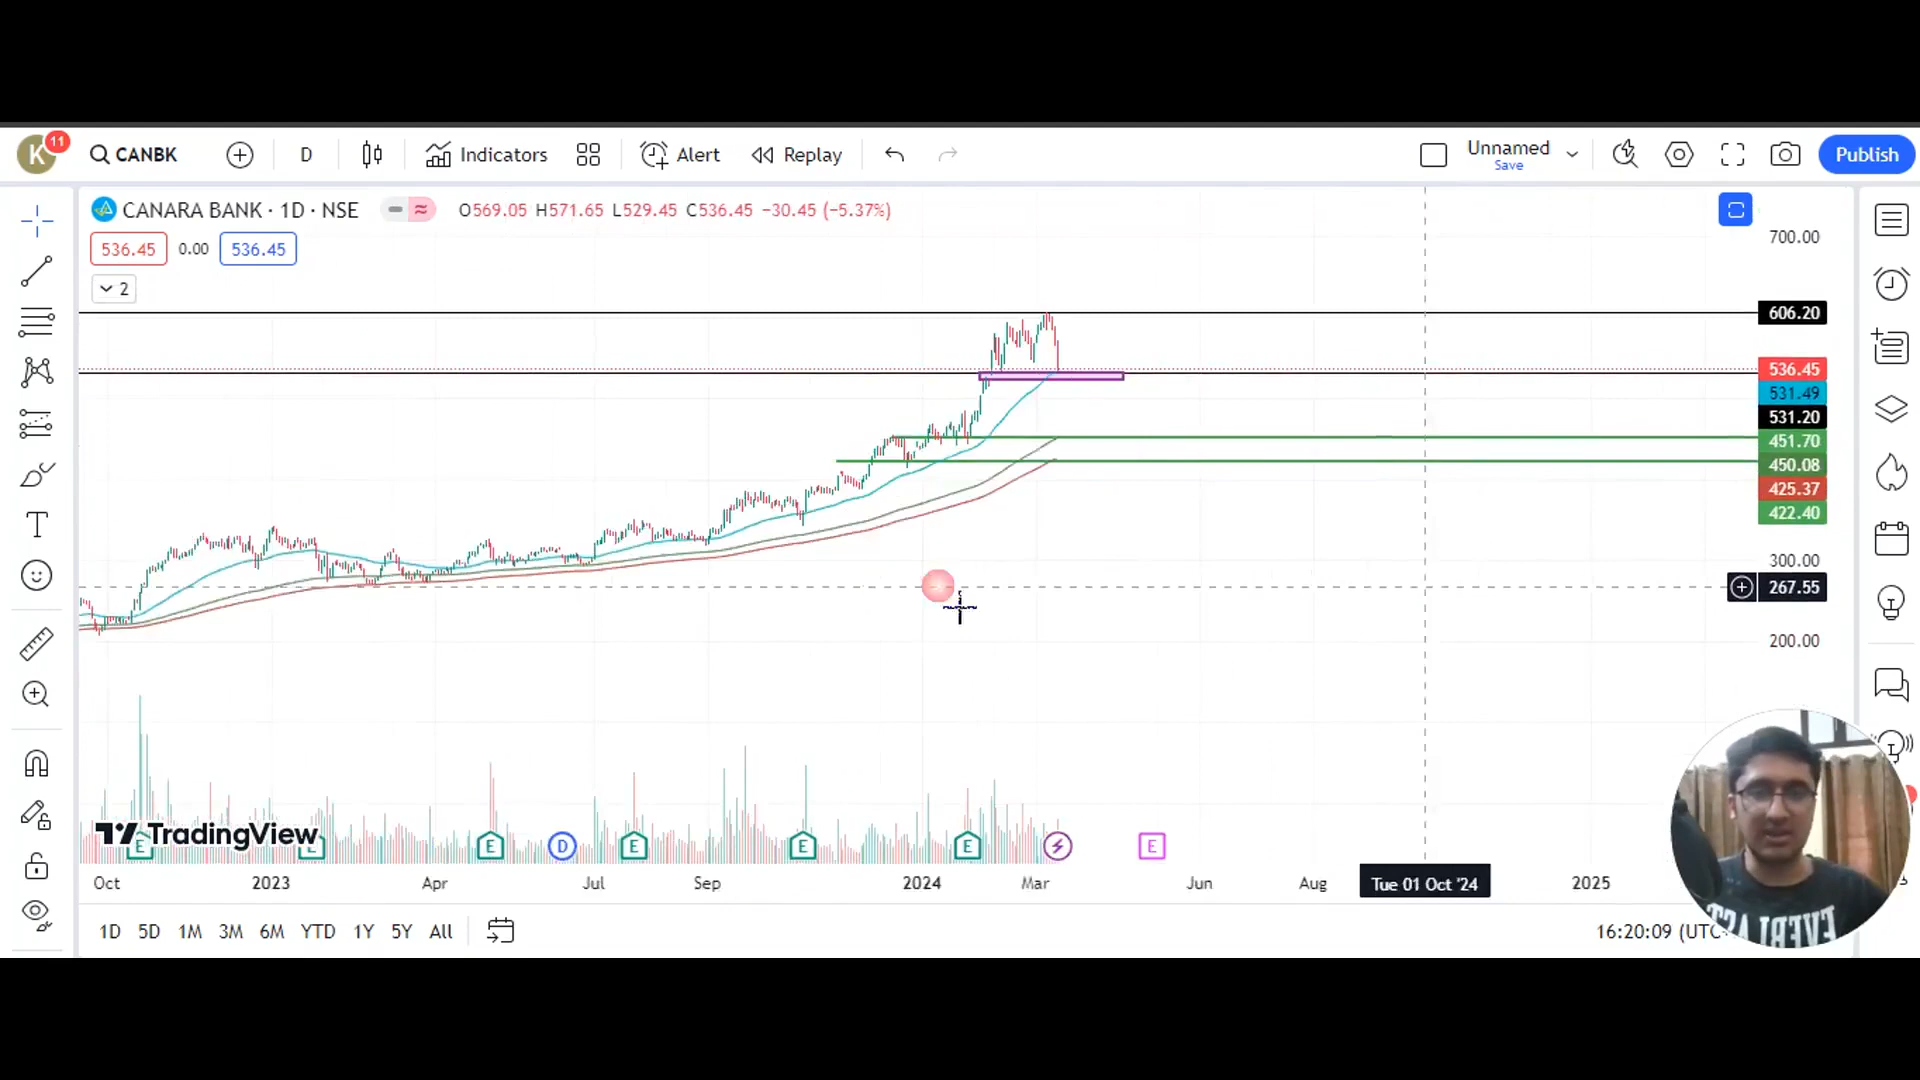 K 11 CANBK D Indicators Alert Replay Unnamed Save Publish
CANARA BANK · 1D · NSE O569.05 H571.65 L529.45 C536.45 −30.45 (−5.37%)
536.45 0.00 536.45
2
700.00
606.20
536.45
531.49
531.20
451.70
450.08
425.37
422.40
300.00
267.55
200.00
TradingView
E E E D E E E E
Oct 2023 Apr Jul Sep 2024 Mar Jun Aug Tue 01 Oct '24 2025
1D 5D 1M 3M 6M YTD 1Y 5Y All 16:20:09 (UTC